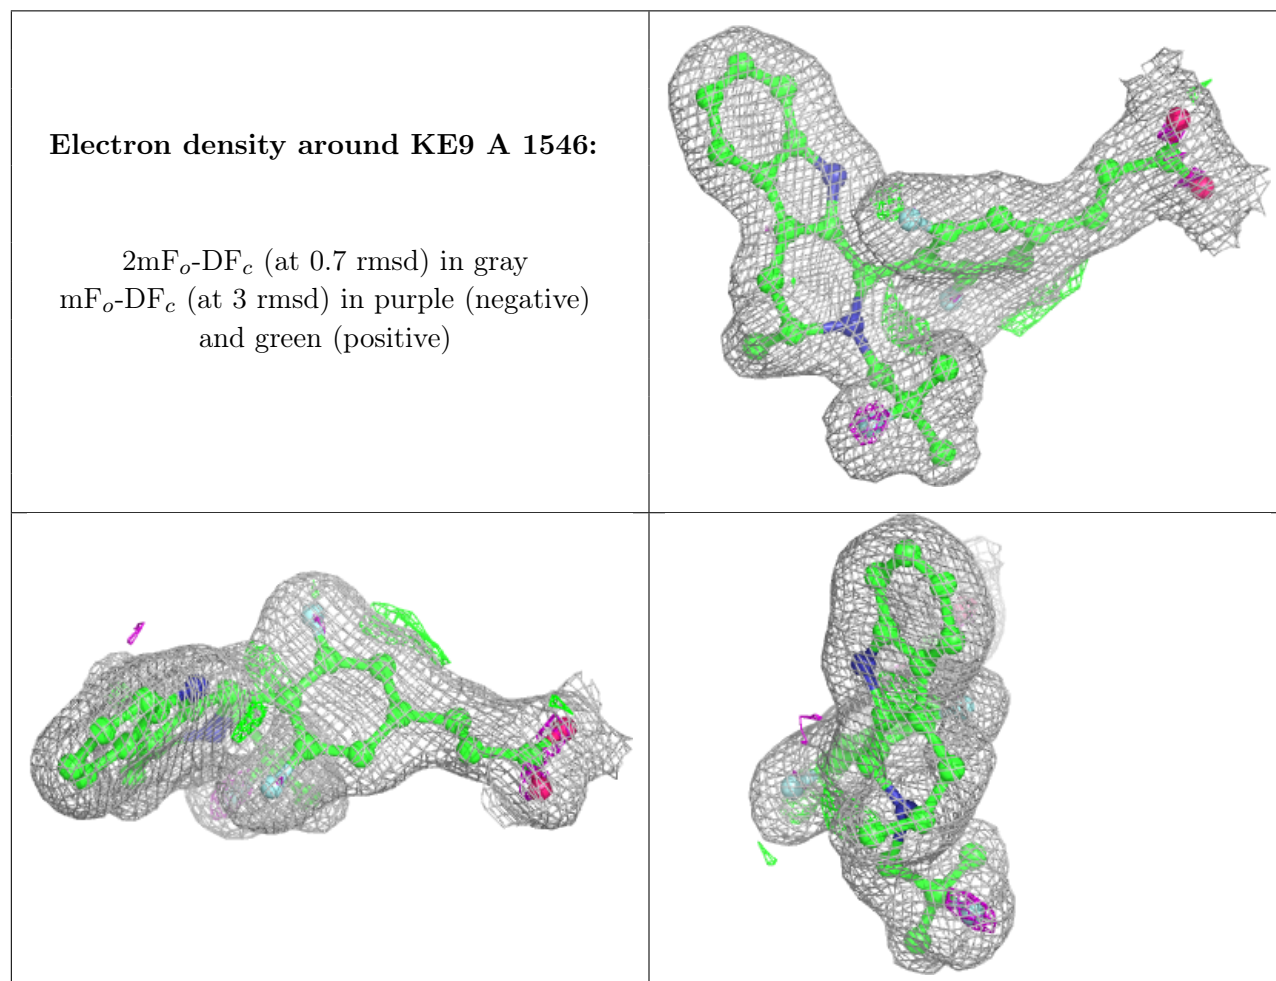 Electron density around KE9 A 1546:
2mFo-DFc (at 0.7 rmsd) in gray
mFo-DFc (at 3 rmsd) in purple (negative)
and green (positive)